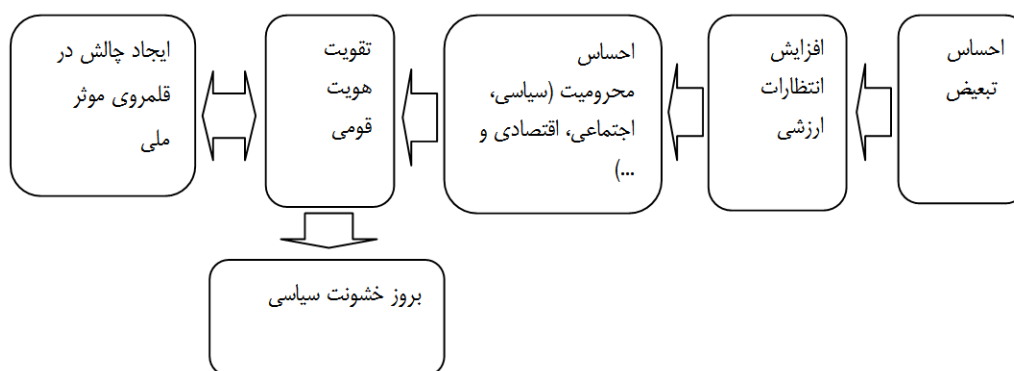 احساس
تبعیض
افزایش
انتظارات
ارزشی
احساس
محرومیت (سیاسی،
اجتماعی، اقتصادی و
...)
تقویت
هویت
قومی
ایجاد چالش در
قلمروی موثر
ملی
بروز خشونت سیاسی